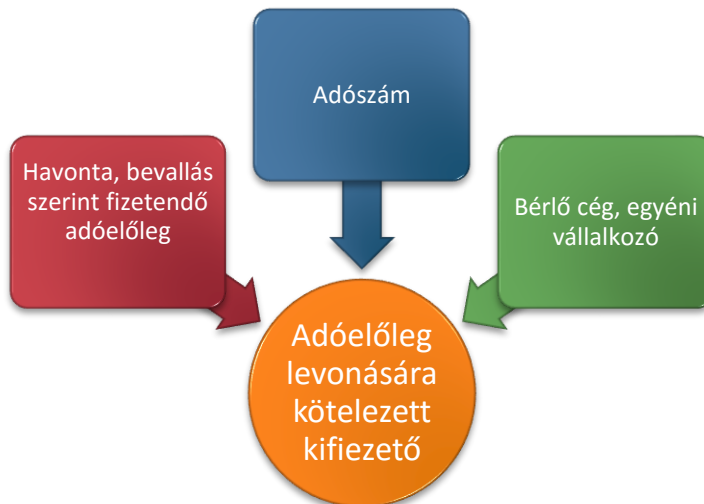 Adószám
Havonta, bevallás
szerint fizetendő
adóelőleg
Bérlő cég, egyéni
vállalkozó
Adóelőleg
levonására
kötelezett
kifiezető